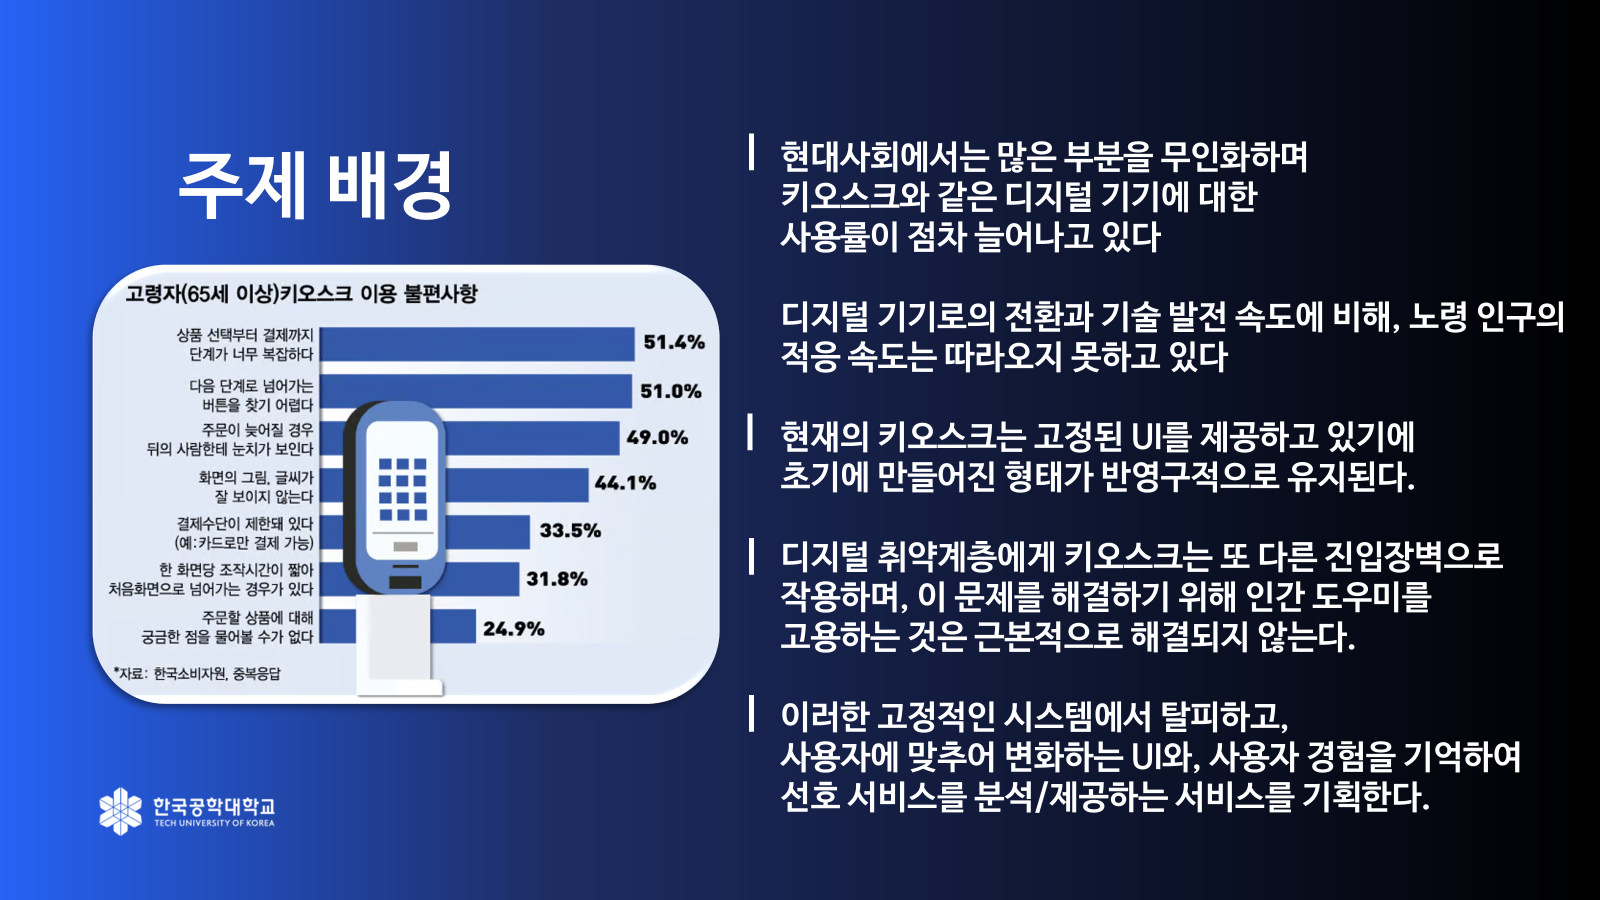 주제 배경
고령자(65세 이상)키오스크 이용 불편사항
상품 선택부터 결제까지
단계가 너무 복잡하다
51.4%
다음 단계로 넘어가는
버튼을 찾기 어렵다
51.0%
주문이 늦어질 경우
뒤의 사람한테 눈치가 보인다
49.0%
화면의 그림, 글씨가
잘 보이지 않는다
44.1%
결제수단이 제한돼 있다
(예:카드로만 결제 가능)
33.5%
한 화면당 조작시간이 짧아
처음화면으로 넘어가는 경우가 있다
31.8%
주문할 상품에 대해
궁금한 점을 물어볼 수가 없다
24.9%
*자료: 한국소비자원, 중복응답
한국공학대학교
TECH UNIVERSITY OF KOREA
현대사회에서는 많은 부분을 무인화하며
키오스크와 같은 디지털 기기에 대한
사용률이 점차 늘어나고 있다
디지털 기기로의 전환과 기술 발전 속도에 비해, 노령 인구의
적응 속도는 따라오지 못하고 있다
현재의 키오스크는 고정된 UI를 제공하고 있기에
초기에 만들어진 형태가 반영구적으로 유지된다.
디지털 취약계층에게 키오스크는 또 다른 진입장벽으로
작용하며, 이 문제를 해결하기 위해 인간 도우미를
고용하는 것은 근본적으로 해결되지 않는다.
이러한 고정적인 시스템에서 탈피하고,
사용자에 맞추어 변화하는 UI와, 사용자 경험을 기억하여
선호 서비스를 분석/제공하는 서비스를 기획한다.